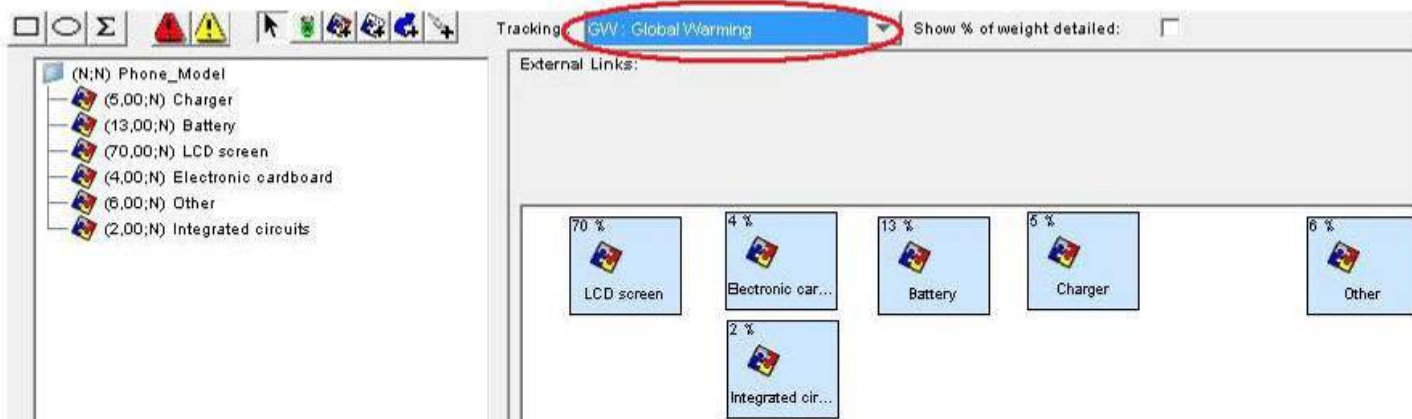 Σ
Tracking GW : Global Warming Show % of weight detailed:
(N;N) Phone_Model
(5,00;N) Charger
(13,00;N) Battery
(70,00;N) LCD screen
(4,00;N) Electronic cardboard
(6,00;N) Other
(2,00;N) Integrated circuits
External Links:
70 %
LCD screen
4 %
Electronic car...
13 %
Battery
5 %
Charger
6 %
Other
2 %
Integrated cir...